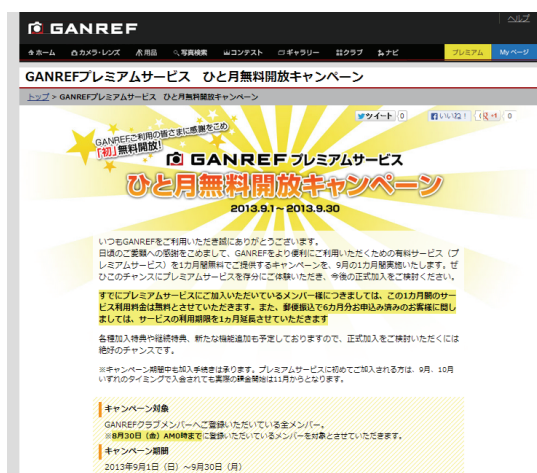 ヘルプ
GANREF
ホーム カメラ・レンズ 用品 写真検索 コンテスト ギャラリー クラブ ナビ プレミアム Myページ
GANREFプレミアムサービス ひと月無料開放キャンペーン
トップ > GANREFプレミアムサービス ひと月無料開放キャンペーン
ツイート 0 いいね! +1 0
GANREFご利用の皆さまに感謝をこめ
「初」無料開放!
GANREFプレミアムサービス
ひと月無料開放キャンペーン
2013.9.1~2013.9.30
いつもGANREFをご利用いただき誠にありがとうございます。
日頃のご愛顧への感謝をこめまして、GANREFをより便利にご利用いただくための有料サービス(プ
レミアムサービス)を1カ月間無料でご提供するキャンペーンを、9月の1カ月間実施いたします。ぜ
ひこのチャンスにプレミアムサービスを存分にご体験いただき、今後の正式加入をご検討ください。
すでにプレミアムサービスにご加入いただいているメンバー様につきましては、この1カ月間のサー
ビス利用料金は無料とさせていただきます。また、郵便振込で6カ月分お申込み済みのお客様に関し
ましては、サービスの利用期限を1カ月延長させていただきます
各種加入特典や継続特典、新たな機能追加も予定しておりますので、正式加入をご検討いただくには
絶好のチャンスです。
※キャンペーン期間中も加入手続きは承ります。プレミアムサービスに初めてご加入される方は、9月、10月
いずれのタイミングで入会されても実際の課金開始は11月からとなります。
キャンペーン対象
GANREFクラブメンバーへご登録いただいている全メンバー。
※8月30日(金)AM0時までに登録いただいているメンバーを対象とさせていただきます。
キャンペーン期間
2013年9月1日(日)~9月30日(月)